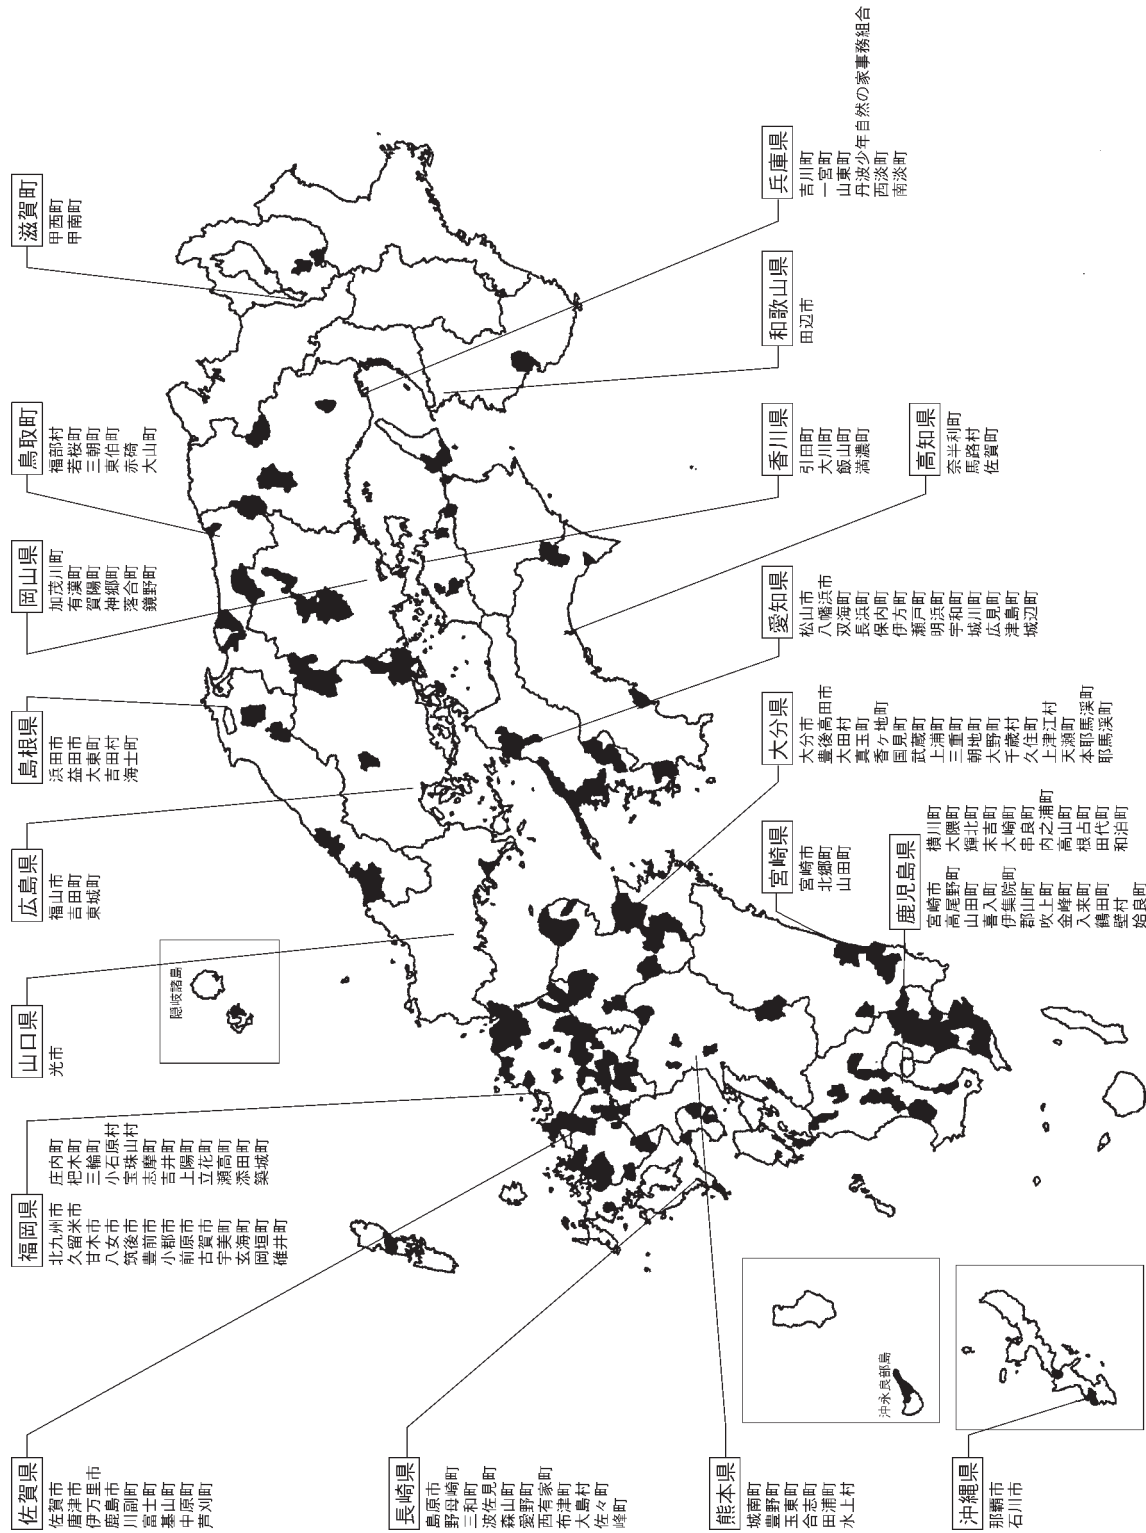 佐賀県
佐賀市
唐津市
伊万里市
鹿島市
川副町
富士町
基山町
中原町
芦刈町
福岡県
北九州市
久留米市
甘木市
八女市
筑後市
豊前市
小郡市
前原市
古賀市
宇美町
玄海町
岡垣町
碓井町
庄内町
杷木町
三輪町
小石原村
宝珠山村
志摩町
吉井町
上陽町
立花町
瀬高町
添田町
築城町
山口県
光市
広島県
福山市
吉田町
東城町
島根県
浜田市
益田市
大東町
吉田村
海士町
岡山県
加茂川町
有漢町
賀陽町
神郷町
落合町
鏡野町
鳥取町
福部村
若桜町
三朝町
東伯町
赤碕
大山町
滋賀町
甲西町
甲南町
隠岐諸島
長崎県
島原市
野母崎町
三和町
波佐見町
森山町
愛野町
西有家町
布津町
大島村
佐々町
峰町
熊本県
城南町
豊野町
玉東町
合志町
田浦町
水上村
沖縄県
那覇市
石川市
沖永良部島
鹿児島県
宮崎市
高尾野町
山田町
喜入町
伊集院町
郡山町
吹上町
金峰町
入来町
鶴田町
壁村
姶良町
横川町
大隈町
輝北町
末吉町
大崎町
串良町
内之浦町
高山町
根占町
田代町
和泊町
宮崎県
宮崎市
北郷町
山田町
大分県
大分市
豊後高田市
大田村
真玉町
香ケ地町
国見町
武蔵町
上浦町
三重町
朝地町
大野町
千歳村
久住町
上津江村
天瀬町
本耶馬渓町
耶馬渓町
愛知県
松山市
八幡浜市
双海町
長浜町
保内町
伊方町
瀬戸町
明浜町
宇和町
城川町
広見町
津島町
城辺町
高知県
奈半利町
馬路村
佐賀町
香川県
引田町
大川町
飯山町
満濃町
和歌山県
田辺市
兵庫県
吉川町
一宮町
山東町
丹波少年自然の家事務組合
西淡町
南淡町